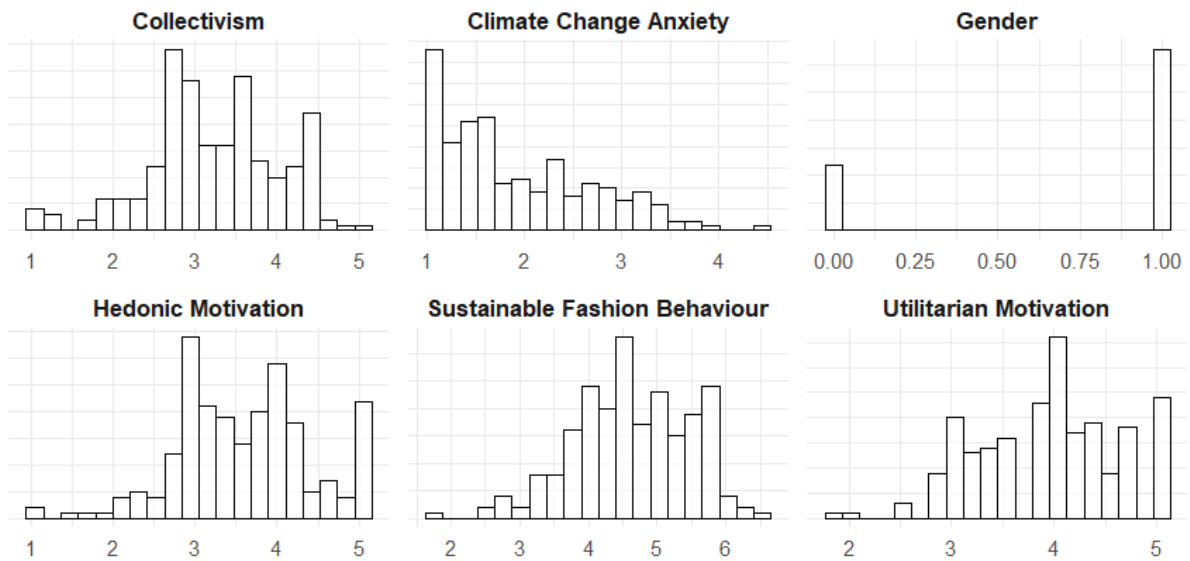 Collectivism Climate Change Anxiety Gender
1 2 3 4 5 1 2 3 4 0.00 0.25 0.50 0.75 1.00
Hedonic Motivation Sustainable Fashion Behaviour Utilitarian Motivation
1 2 3 4 5 2 3 4 5 6 2 3 4 5